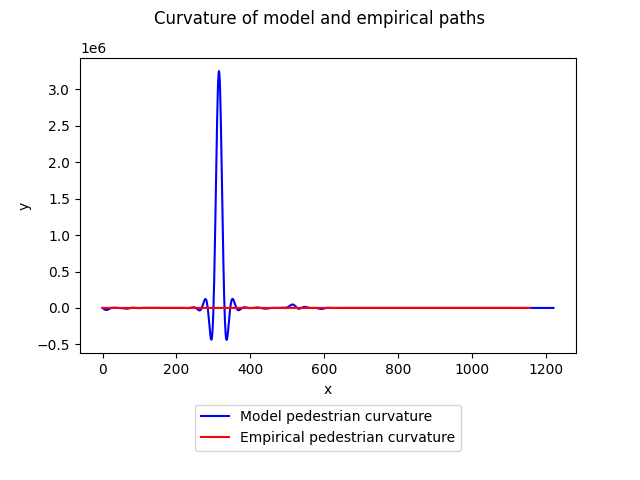 Curvature of model and empirical paths
1e6
3.0
2.5
2.0
1.5
1.0
0.5
0.0
−0.5
y
0 200 400 600 800 1000 1200
x
Model pedestrian curvature
Empirical pedestrian curvature